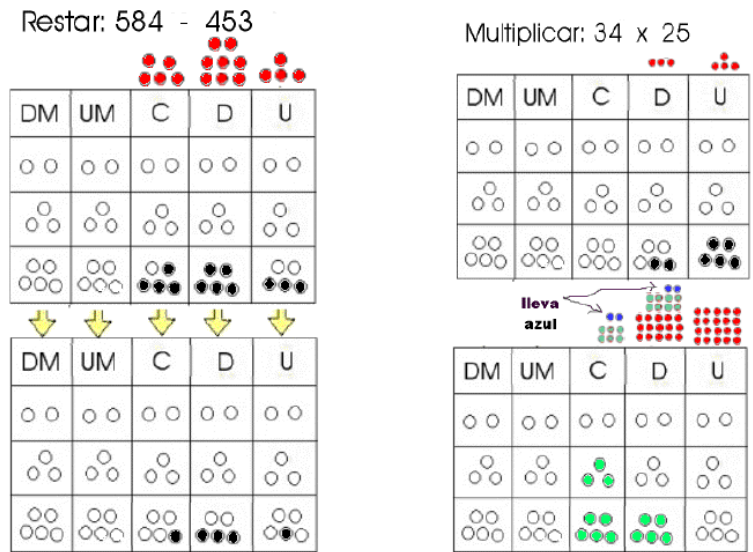 Restar: 584 - 453
DM UM C D U
DM UM C D U
Multiplicar: 34 x 25
DM UM C D U
lleva
azul
DM UM C D U